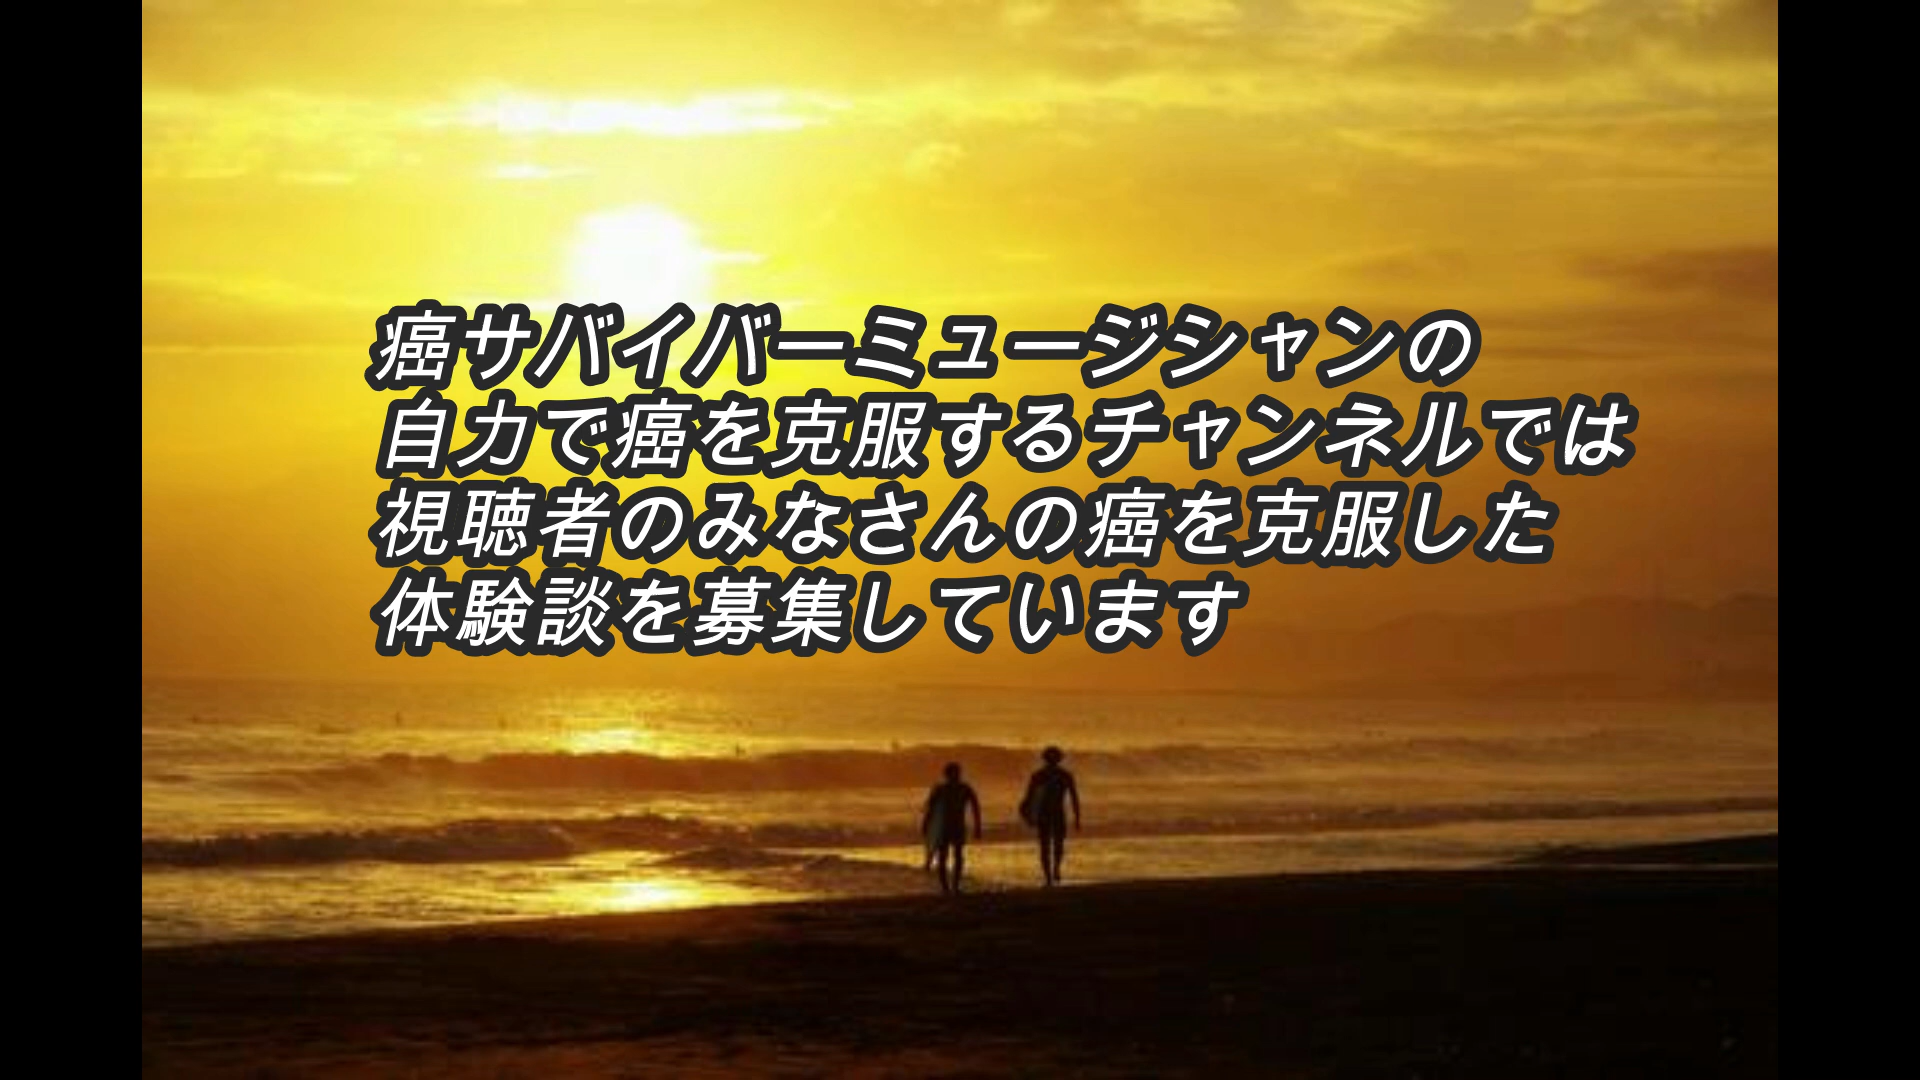 癌サバイバーミュージシャンの
自力で癌を克服するチャンネルでは
視聴者のみなさんの癌を克服した
体験談を募集しています